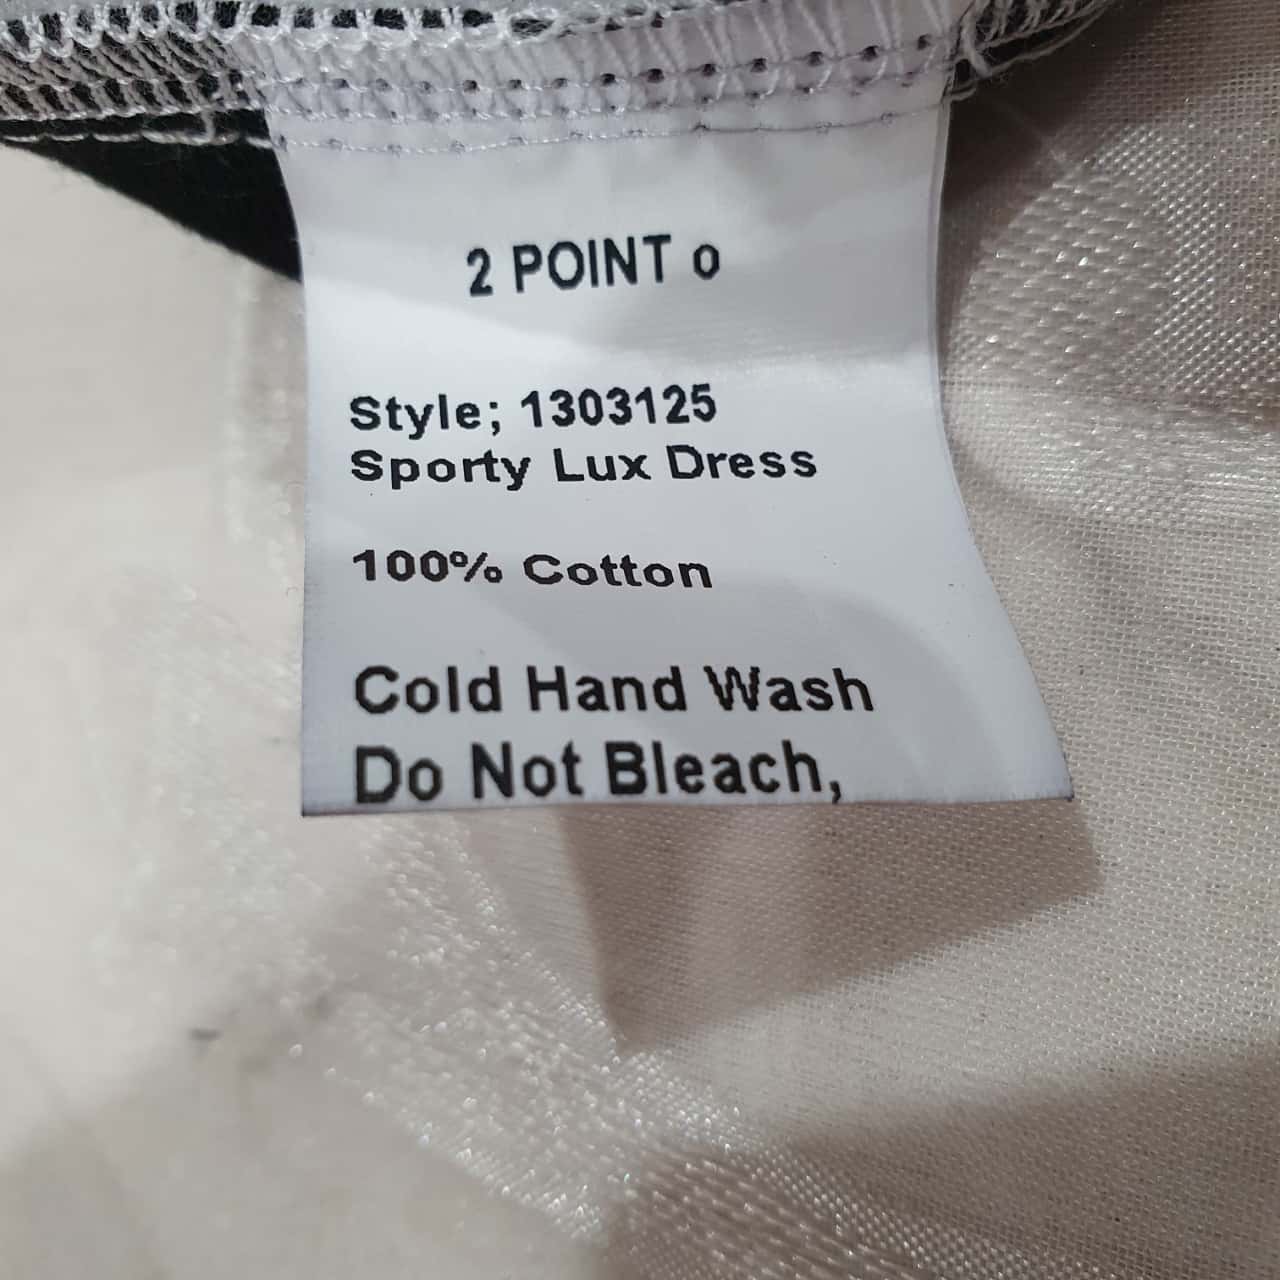 2 POINT o
Style; 1303125
Sporty Lux Dress
100% Cotton
Cold Hand Wash
Do Not Bleach,